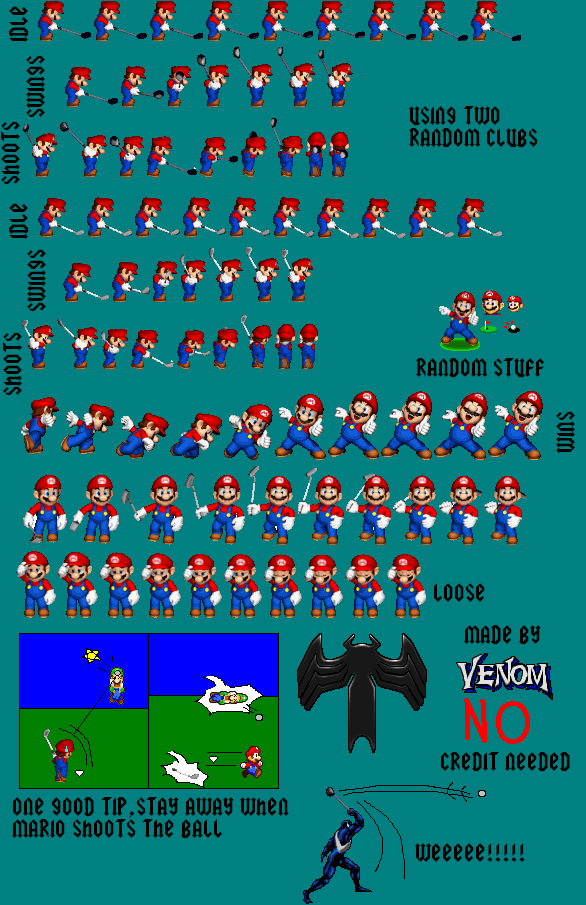 IDLE
SWINGS
USING TWO
RANDOM CLUBS
SHOOTS
IDLE
SWINGS
SHOOTS
RANDOM STUFF
WIN
LOOSE
MADE BY
VENOM
NO
CREDIT NEEDED
ONE GOOD TIP,STAY AWAY WHEN
MARIO SHOOTS THE BALL
WEEEEE!!!!!